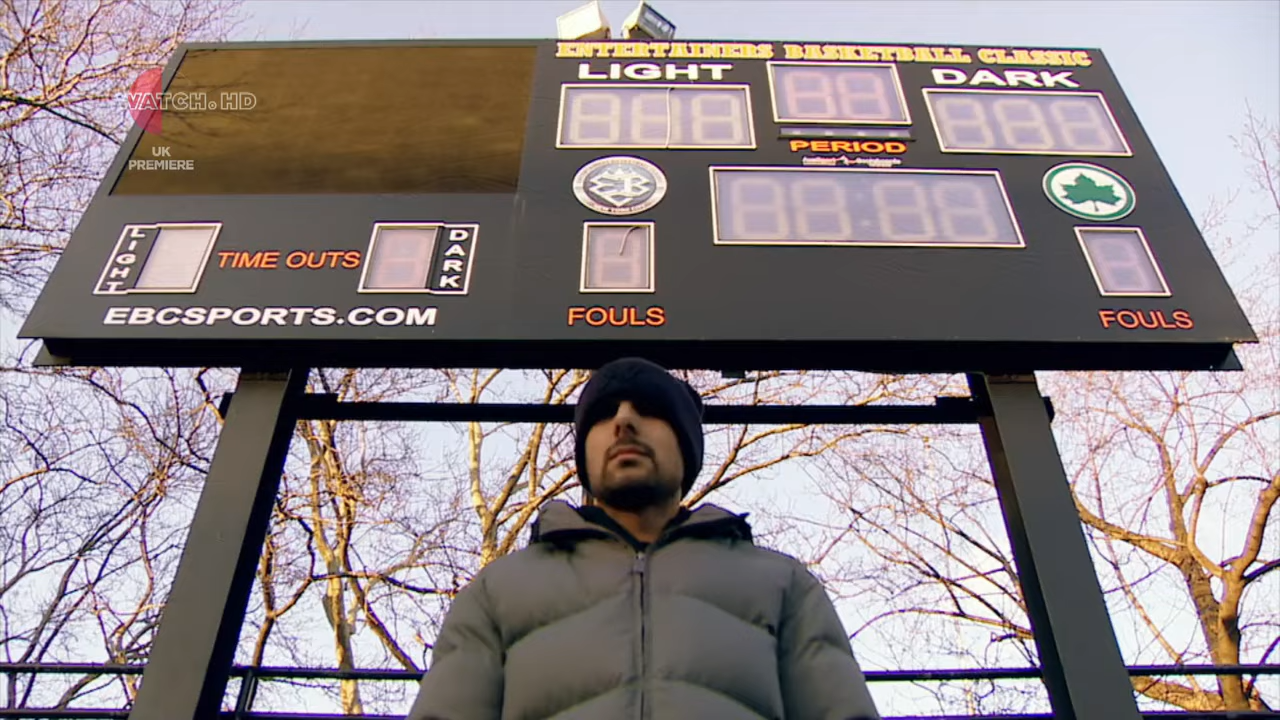 ENTERTAINERS BASKETBALL CLASSIC
LIGHT
DARK
WATCH.HD
UK
PREMIERE
PERIOD
LIGHT
TIME OUTS
DARK
EBCSPORTS.COM
FOULS
FOULS